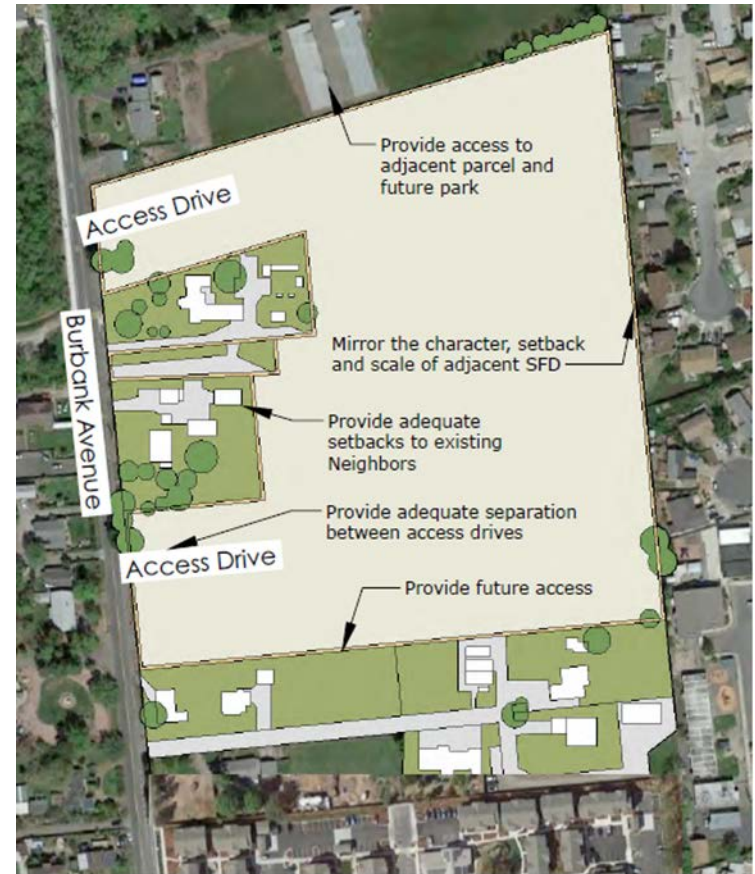 Provide access to
adjacent parcel and
future park
Access Drive
Burbank Avenue
Mirror the character, setback
and scale of adjacent SFD
Provide adequate
setbacks to existing
Neighbors
Provide adequate separation
between access drives
Access Drive
Provide future access